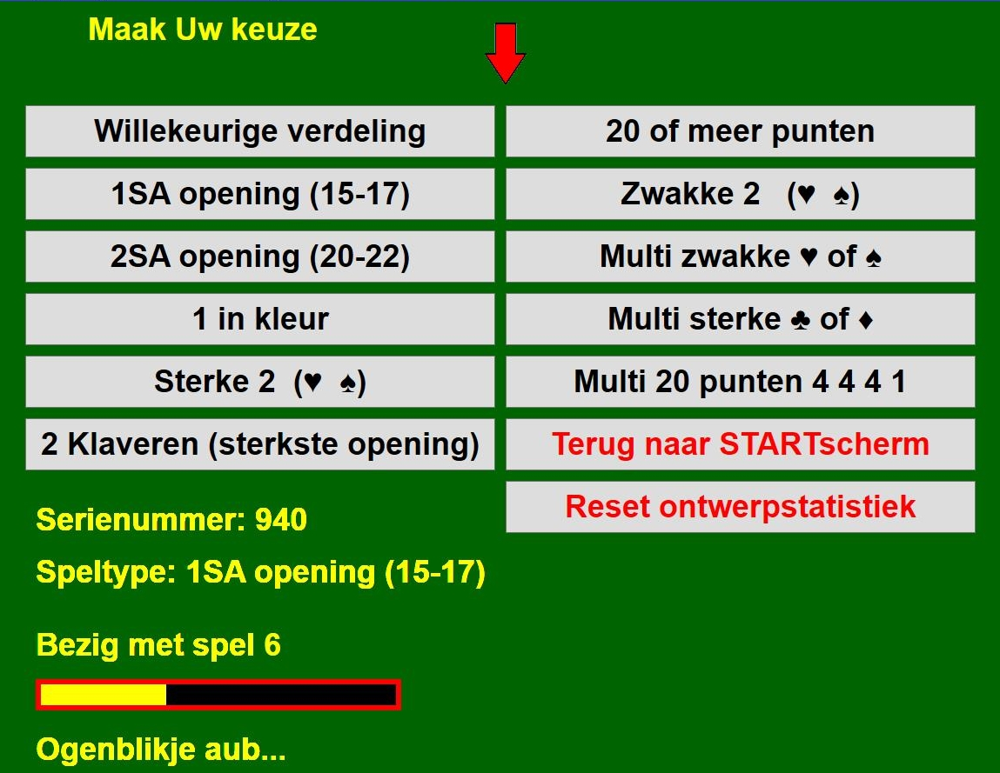 Maak Uw keuze
Willekeurige verdeling
20 of meer punten
1SA opening (15-17)
Zwakke 2 (♥ ♠)
2SA opening (20-22)
Multi zwakke ♥ of ♠
1 in kleur
Multi sterke ♣ of ♦
Sterke 2 (♥ ♠)
Multi 20 punten 4 4 4 1
2 Klaveren (sterkste opening)
Terug naar STARTscherm
Reset ontwerpstatistiek
Serienummer: 940
Speltype: 1SA opening (15-17)
Bezig met spel 6
Ogenblikje aub...